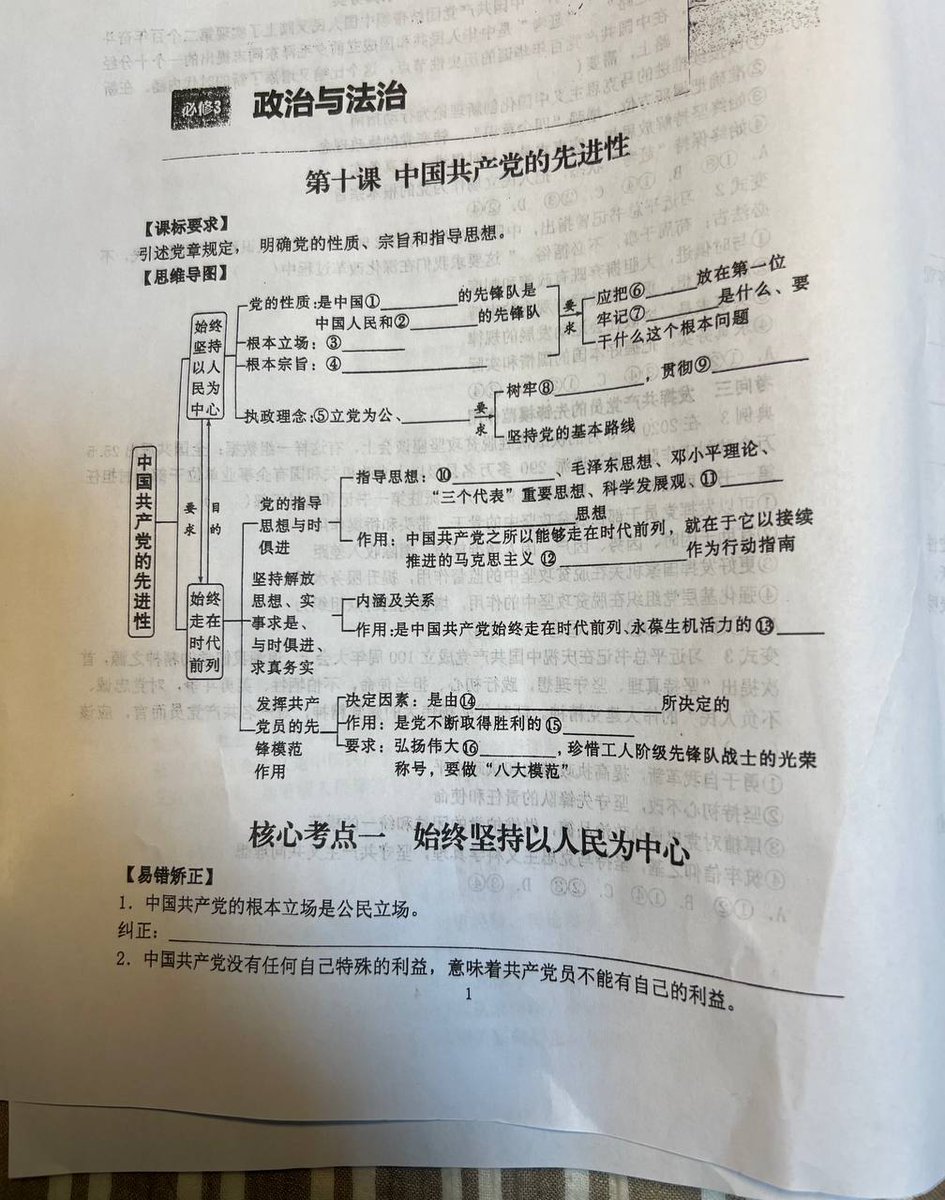 必修3 政治与法治
第十课 中国共产党的先进性
【课标要求】
引述党章规定，明确党的性质、宗旨和指导思想。
【思维导图】
中国共产党的先进性
要求
目的
始终坚持以人民为中心
党的性质：是中国①________的先锋队是
中国人民和②________的先锋队
根本立场：③________
根本宗旨：④________
要求
应把⑥________放在第一位
牢记⑦________是什么、要
干什么这个根本问题
执政理念：⑤立党为公、________
要求
树牢⑧________，贯彻⑨________
坚持党的基本路线
始终走在时代前列
党的指导思想与时俱进
指导思想：⑩________、毛泽东思想、邓小平理论、
“三个代表”重要思想、科学发展观、⑪________
________思想
作用：中国共产党之所以能够走在时代前列，就在于它以接续
推进的马克思主义⑫________作为行动指南
坚持解放思想、实事求是、与时俱进、求真务实
内涵及关系
作用：是中国共产党始终走在时代前列、永葆生机活力的⑬________
发挥共产党员的先锋模范作用
决定因素：是由⑭________所决定的
作用：是党不断取得胜利的⑮________
要求：弘扬伟大⑯________，珍惜工人阶级先锋队战士的光荣
称号，要做“八大模范”
核心考点一 始终坚持以人民为中心
【易错矫正】
1．中国共产党的根本立场是公民立场。
纠正：________
2．中国共产党没有任何自己特殊的利益，意味着共产党员不能有自己的利益。
1